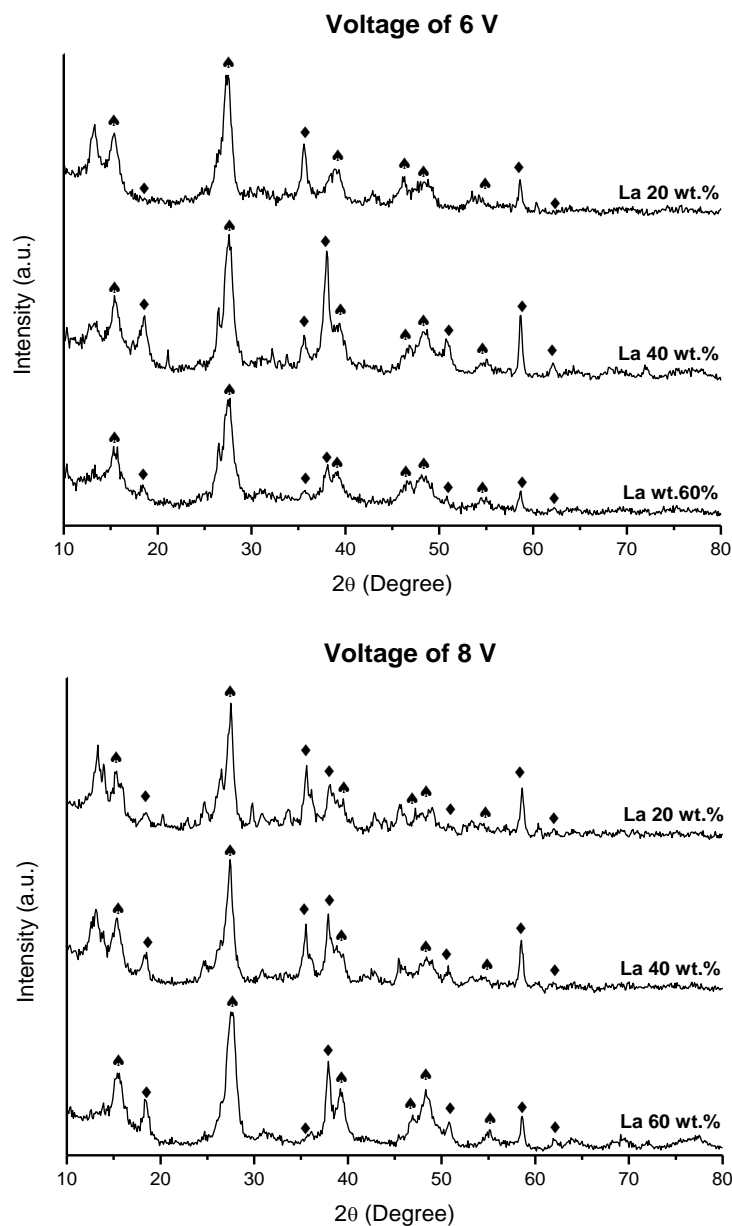 Voltage of 6 V
La 20 wt.%
La 40 wt.%
La wt.60%
Intensity (a.u.)
10 20 30 40 50 60 70 80
2θ (Degree)
Voltage of 8 V
La 20 wt.%
La 40 wt.%
La 60 wt.%
Intensity (a.u.)
10 20 30 40 50 60 70 80
2θ (Degree)